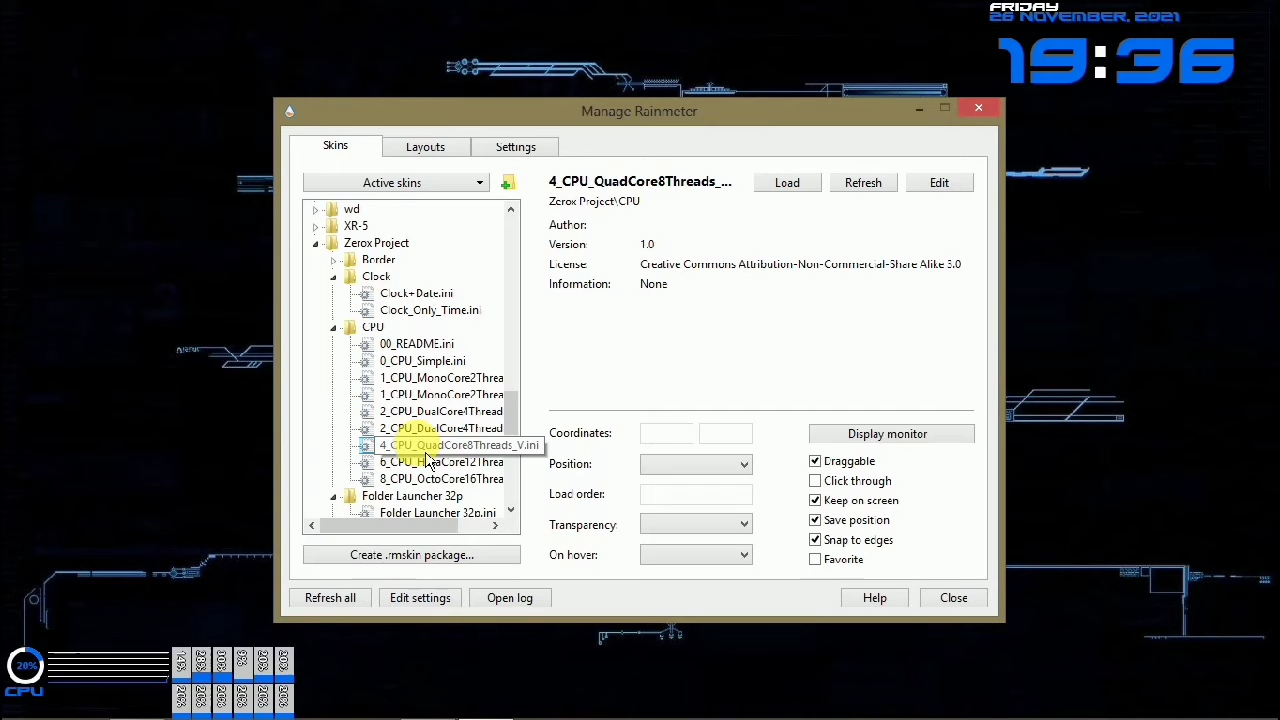 FRIDAY
26 NOVEMBER, 2021
19:36
Manage Rainmeter
Skins
Layouts
Settings
Active skins
4_CPU_QuadCore8Threads_...
Load
Refresh
Edit
wd
XR-5
Zerox Project
Border
Clock
Clock+Date.ini
Clock_Only_Time.ini
CPU
00_README.ini
0_CPU_Simple.ini
1_CPU_MonoCore2Threa
1_CPU_MonoCore2Threa
2_CPU_DualCore4Thread
2_CPU_DualCore4Thread
4_CPU_QuadCore8Threads_V.ini
6_CPU_HexaCore12Threa
8_CPU_OctoCore16Threa
Folder Launcher 32p
Folder Launcher 32p.ini
Zerox Project\CPU
Author:
Version: 1.0
License: Creative Commons Attribution-Non-Commercial-Share Alike 3.0
Information: None
Coordinates:
Position:
Load order:
Transparency:
On hover:
Display monitor
Draggable
Click through
Keep on screen
Save position
Snap to edges
Favorite
Create .rmskin package...
Refresh all
Edit settings
Open log
Help
Close
20%
CPU